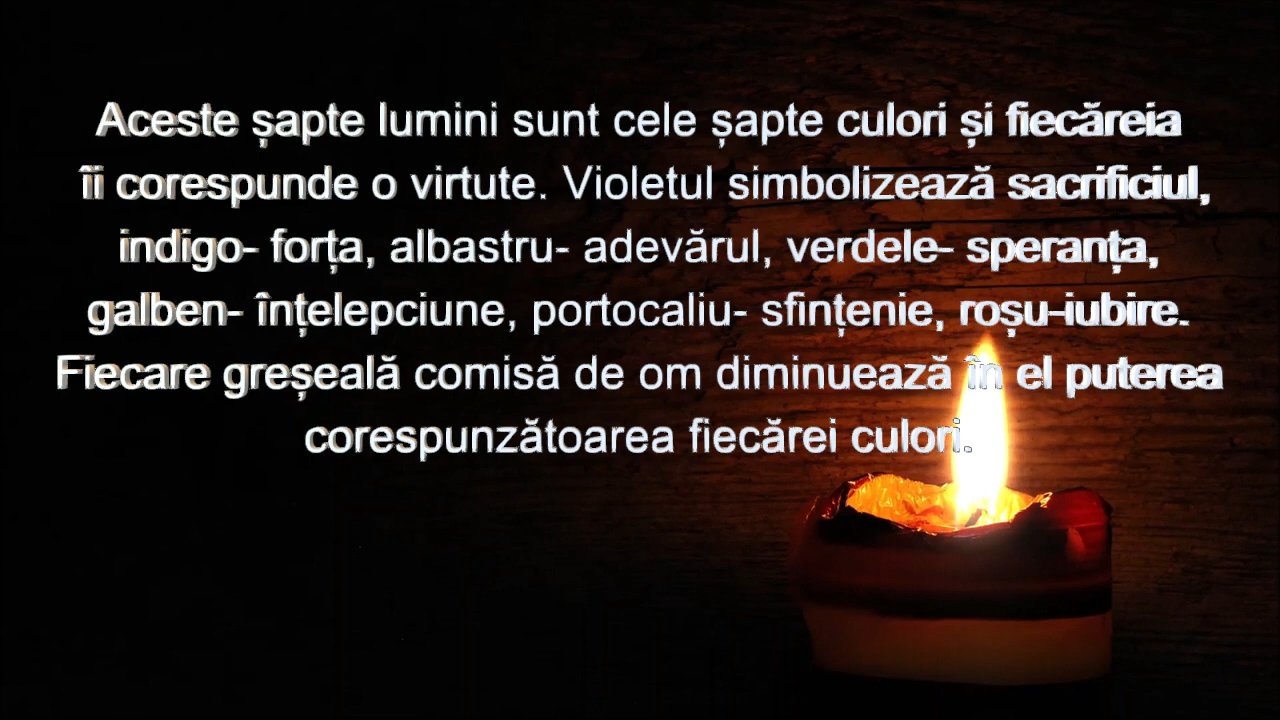 Aceste șapte lumini sunt cele șapte culori și fiecăreia
îi corespunde o virtute. Violetul simbolizează sacrificiul,
indigo- forța, albastru- adevărul, verdele- speranța,
galben- înțelepciune, portocaliu- sfințenie, roșu-iubire.
Fiecare greșeală comisă de om diminuează în el puterea
corespunzătoarea fiecărei culori.